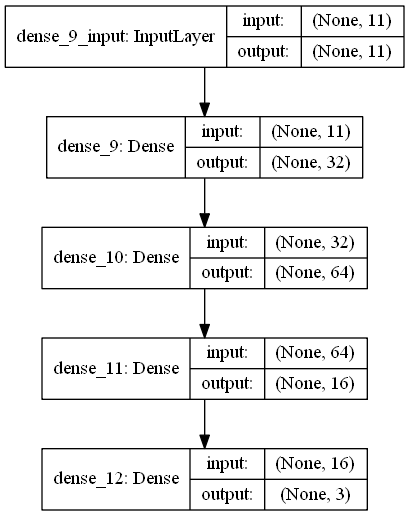 dense_9_input: InputLayer
input: (None, 11)
output: (None, 11)
dense_9: Dense
input: (None, 11)
output: (None, 32)
dense_10: Dense
input: (None, 32)
output: (None, 64)
dense_11: Dense
input: (None, 64)
output: (None, 16)
dense_12: Dense
input: (None, 16)
output: (None, 3)